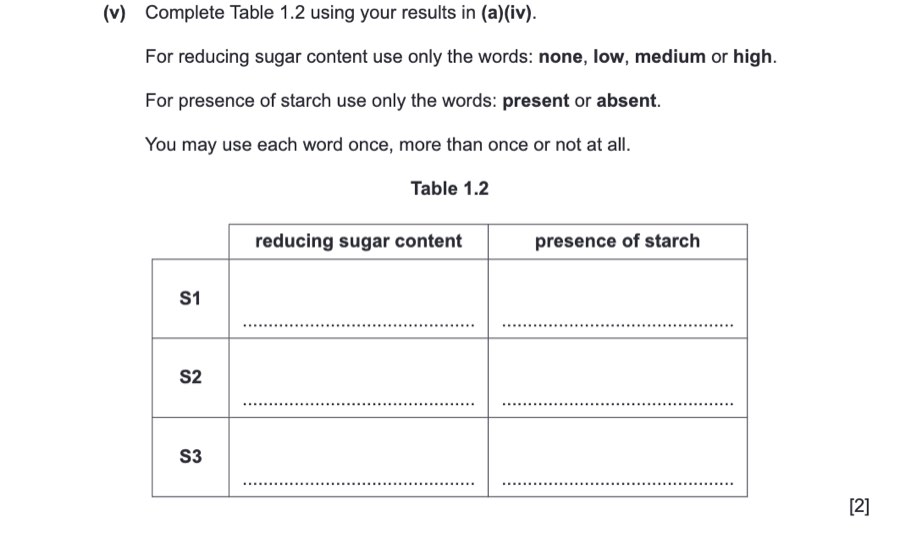 (v) Complete Table 1.2 using your results in (a)(iv).
For reducing sugar content use only the words: none, low, medium or high.
For presence of starch use only the words: present or absent.
You may use each word once, more than once or not at all.
Table 1.2
reducing sugar content presence of starch
S1 .............................................. ..............................................
S2 .............................................. ..............................................
S3 .............................................. ..............................................
[2]